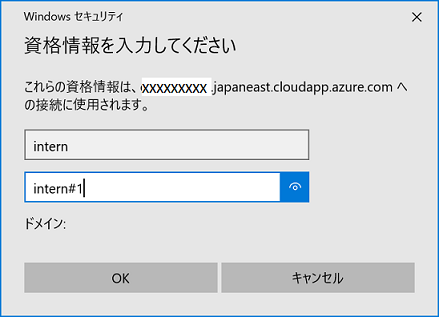 Windows セキュリティ
資格情報を入力してください
これらの資格情報は、xxxxxxxxx.japaneast.cloudapp.azure.com へ
の接続に使用されます。
intern
intern#1
ドメイン:
OK
キャンセル